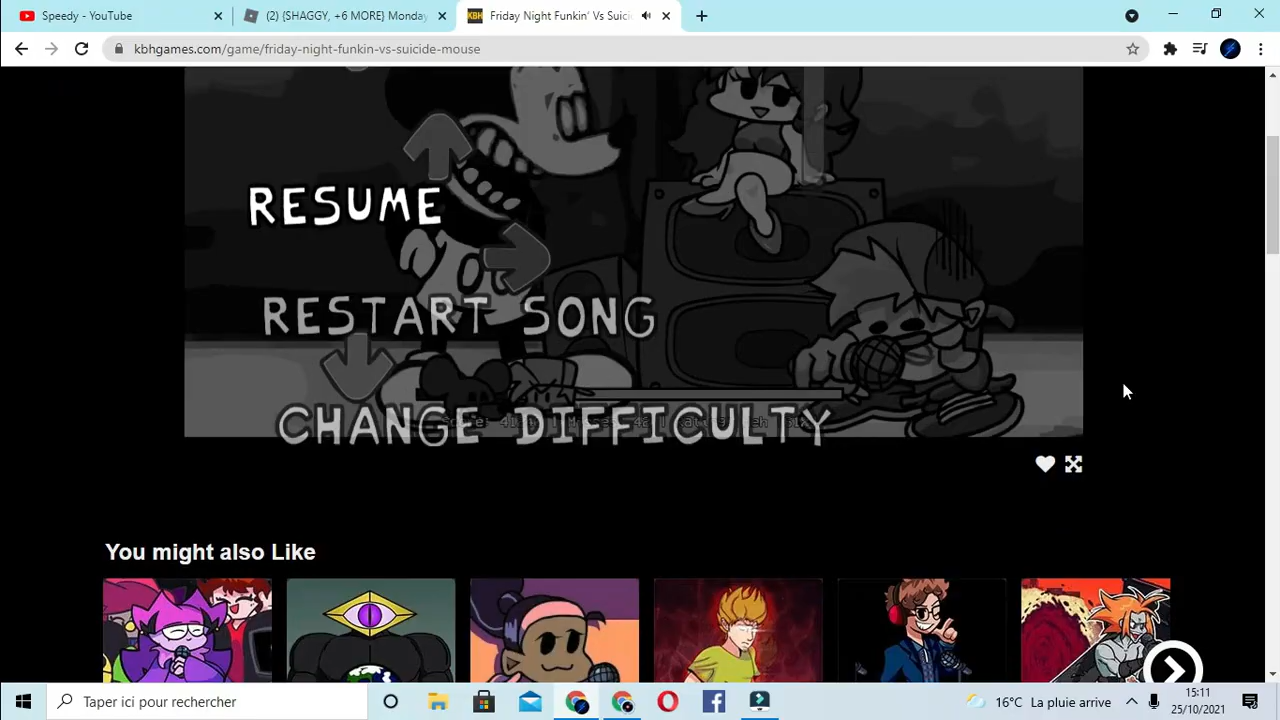 Speedy - YouTube
(2) {SHAGGY, +6 MORE} Monday
Friday Night Funkin' Vs Suici
kbhgames.com/game/friday-night-funkin-vs-suicide-mouse
RESUME
RESTART SONG
CHANGE DIFFICULTY
You might also Like
Taper ici pour rechercher
16°C La pluie arrive
15:11
25/10/2021